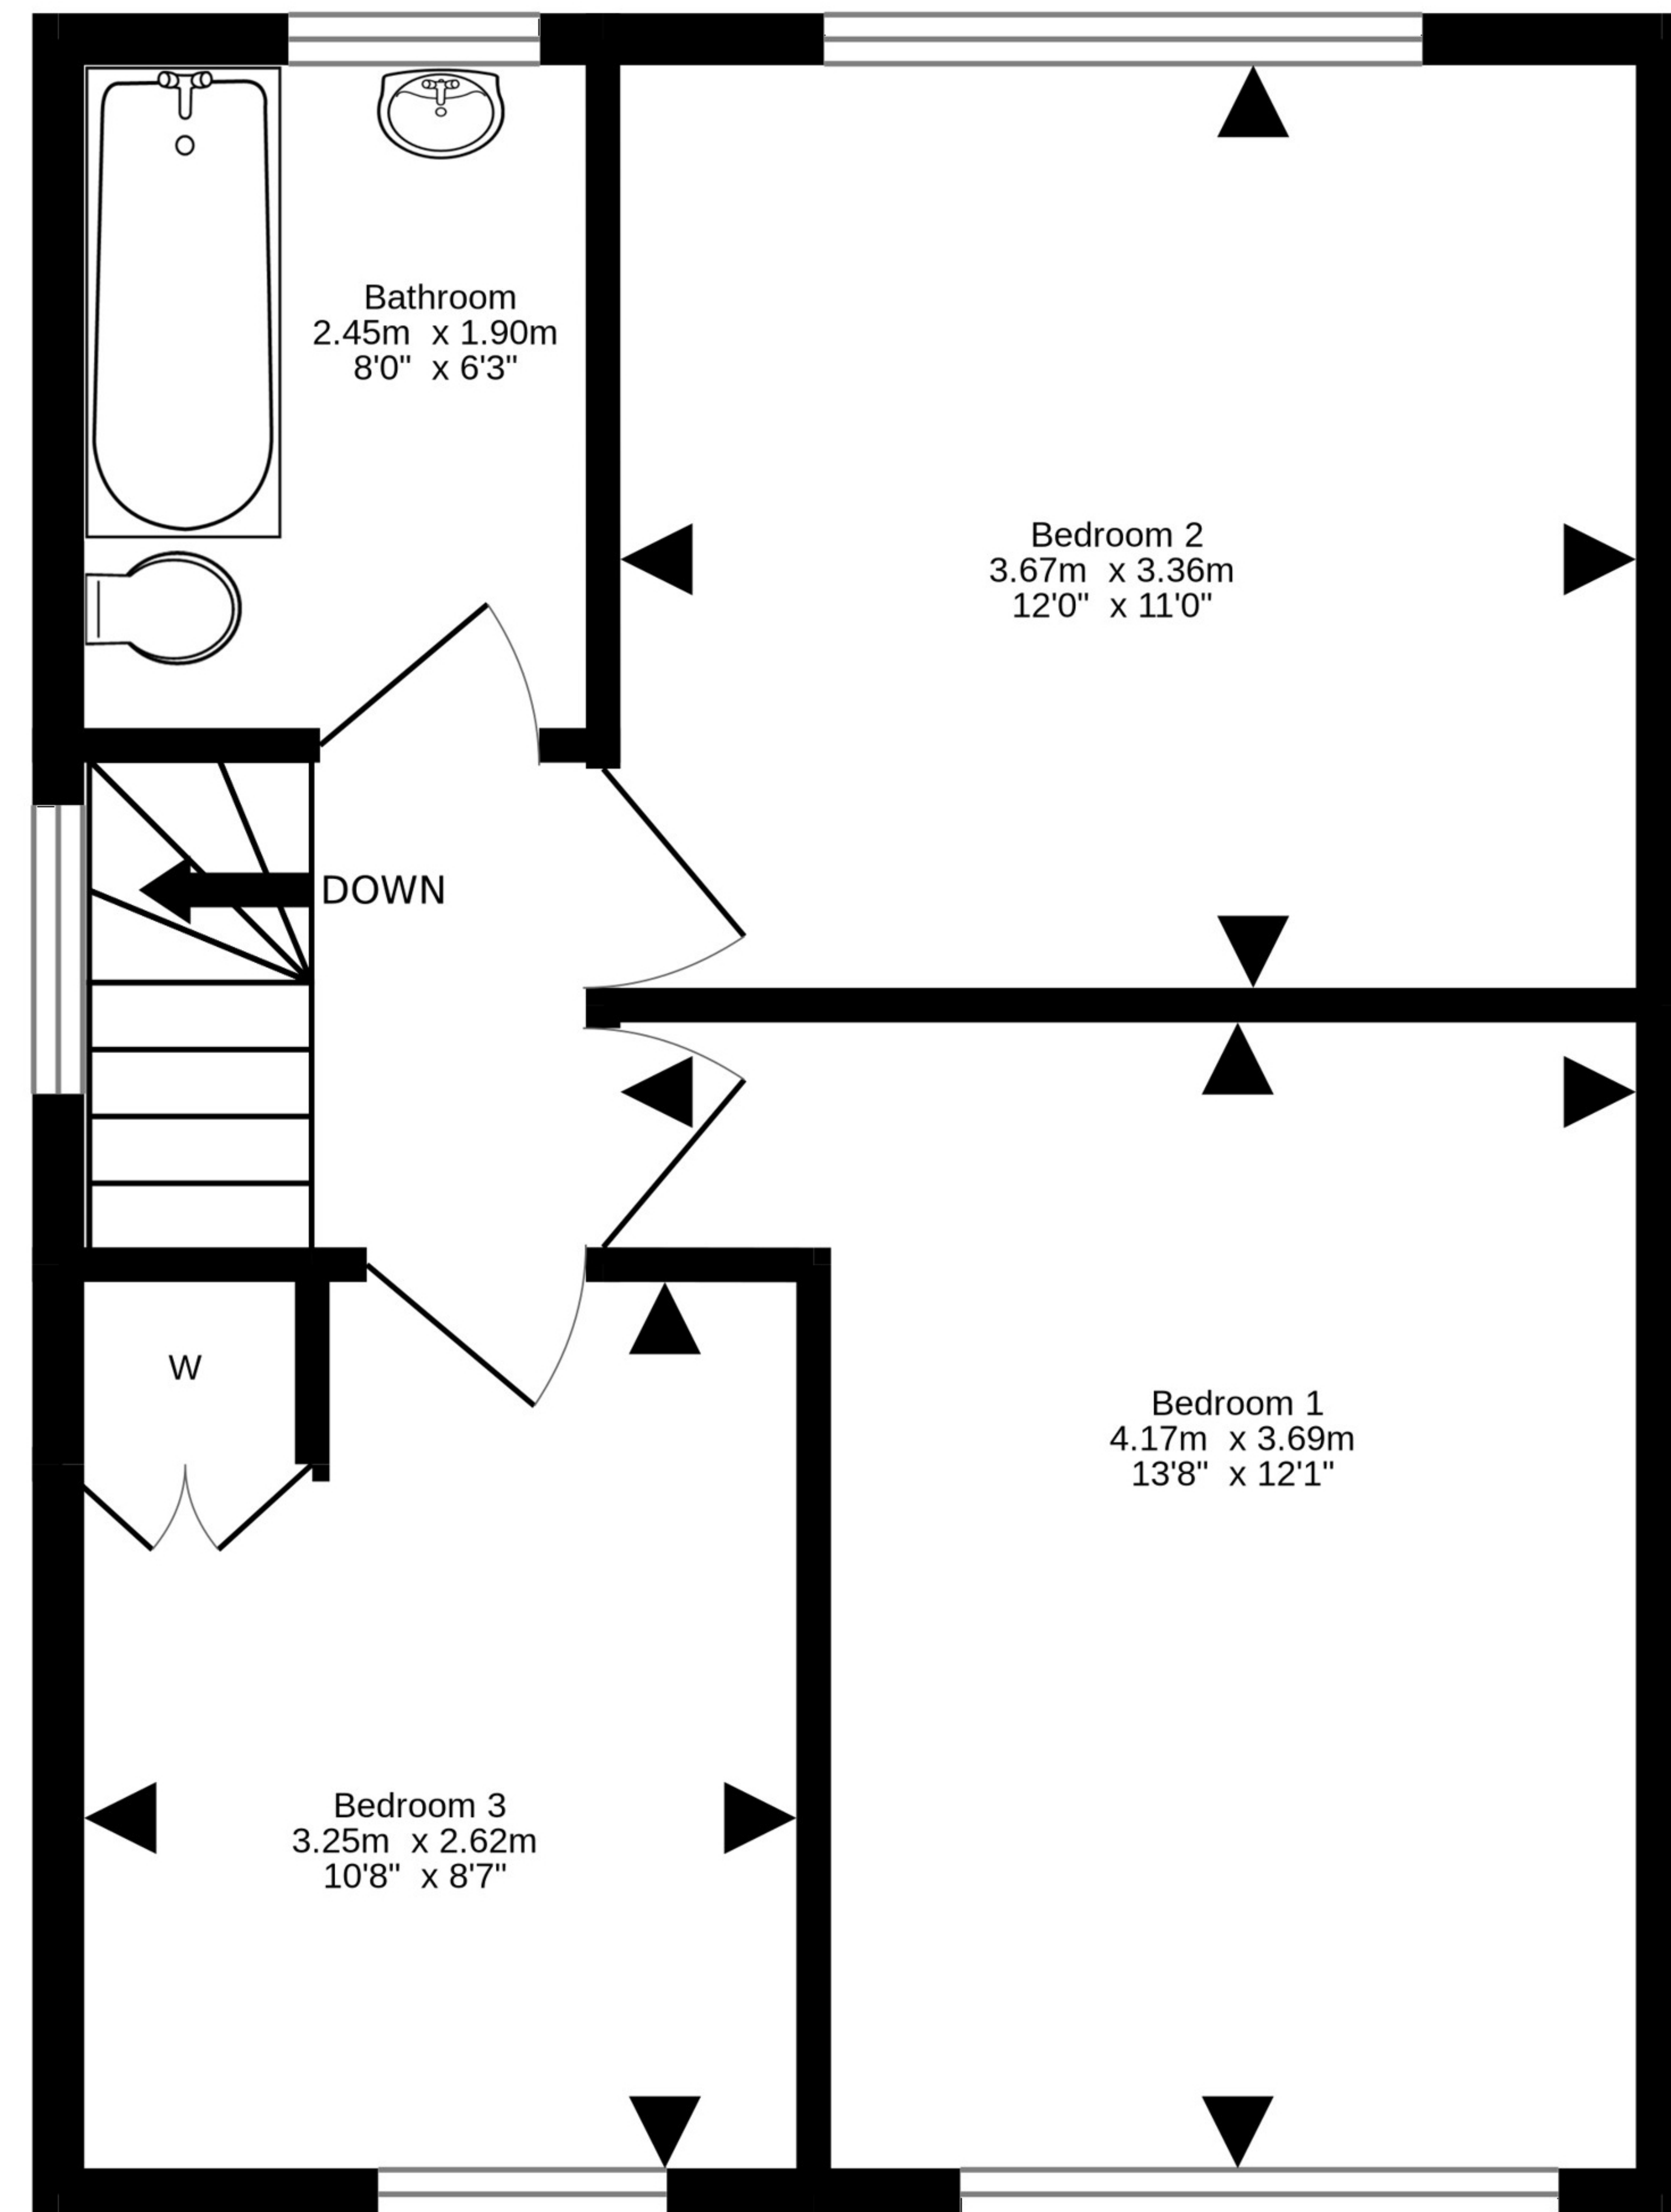 Bathroom
2.45m x 1.90m
8'0" x 6'3"
Bedroom 2
3.67m x 3.36m
12'0" x 11'0"
DOWN
W
Bedroom 1
4.17m x 3.69m
13'8" x 12'1"
Bedroom 3
3.25m x 2.62m
10'8" x 8'7"